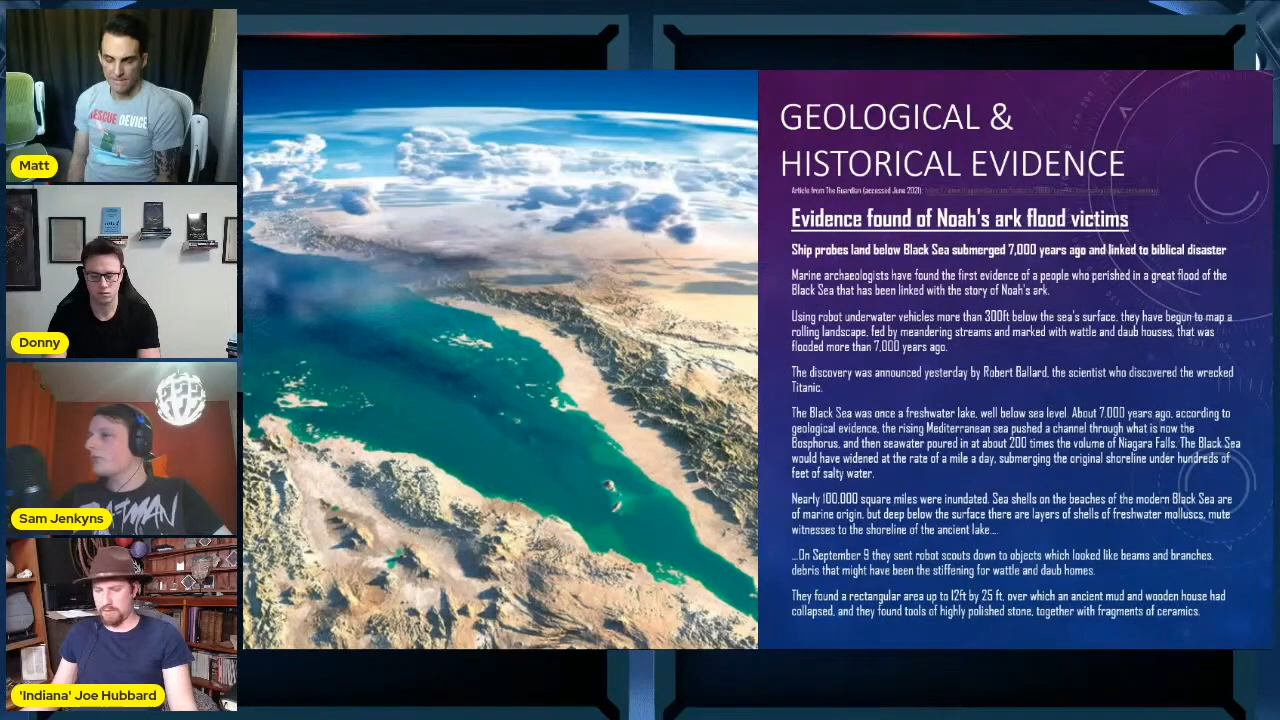 RESCUE DEVICE
Matt
Donny
BATMAN
Sam Jenkyns
'Indiana' Joe Hubbard
GEOLOGICAL &
HISTORICAL EVIDENCE
Article from The Guardian (accessed June 2021):
Evidence found of Noah's ark flood victims
Ship probes land below Black Sea submerged 7,000 years ago and linked to biblical disaster
Marine archaeologists have found the first evidence of a people who perished in a great flood of the
Black Sea that has been linked with the story of Noah's ark.
Using robot underwater vehicles more than 300ft below the sea's surface, they have begun to map a
rolling landscape, fed by meandering streams and marked with wattle and daub houses, that was
flooded more than 7,000 years ago.
The discovery was announced yesterday by Robert Ballard, the scientist who discovered the wrecked
Titanic.
The Black Sea was once a freshwater lake, well below sea level. About 7,000 years ago, according to
geological evidence, the rising Mediterranean sea pushed a channel through what is now the
Bosphorus, and then seawater poured in at about 200 times the volume of Niagara Falls. The Black Sea
would have widened at the rate of a mile a day, submerging the original shoreline under hundreds of
feet of salty water.
Nearly 100,000 square miles were inundated. Sea shells on the beaches of the modern Black Sea are
of marine origin, but deep below the surface there are layers of shells of freshwater molluscs, mute
witnesses to the shoreline of the ancient lake....
...On September 9 they sent robot scouts down to objects which looked like beams and branches,
debris that might have been the stiffening for wattle and daub homes.
They found a rectangular area up to 12ft by 25 ft, over which an ancient mud and wooden house had
collapsed, and they found tools of highly polished stone, together with fragments of ceramics.